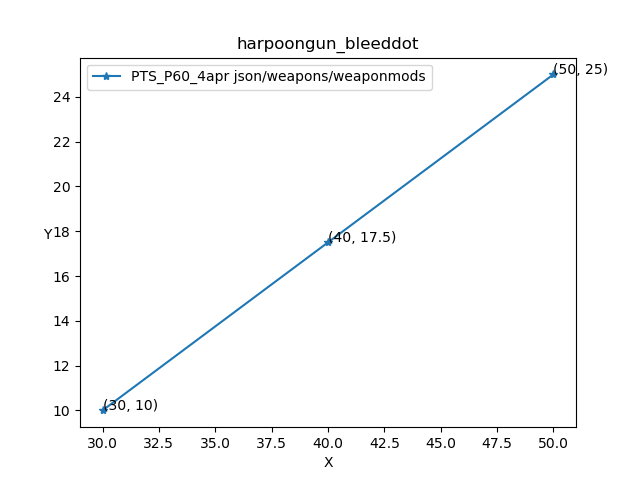 harpoongun_bleeddot
PTS_P60_4apr json/weapons/weaponmods
(50, 25)
24
22
20
Y
18
(40, 17.5)
16
14
12
10
(30, 10)
30.0 32.5 35.0 37.5 40.0 42.5 45.0 47.5 50.0
X